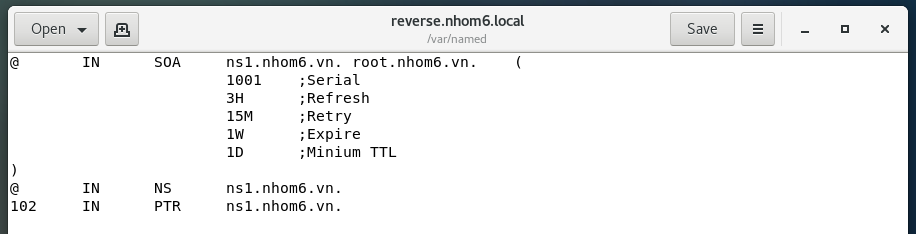 Open
reverse.nhom6.local
/var/named
Save
@ IN SOA ns1.nhom6.vn. root.nhom6.vn. (
1001 ;Serial
3H ;Refresh
15M ;Retry
1W ;Expire
1D ;Minium TTL
)
@ IN NS ns1.nhom6.vn.
102 IN PTR ns1.nhom6.vn.